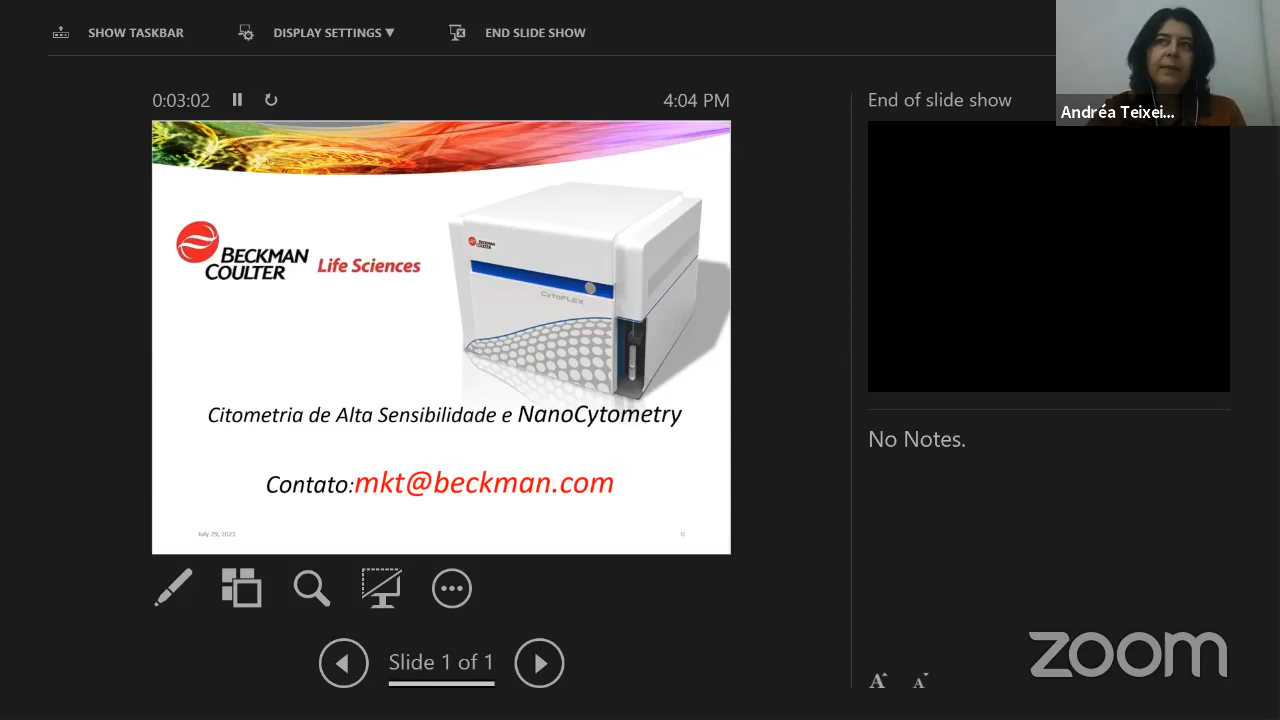 SHOW TASKBAR
DISPLAY SETTINGS ▼
END SLIDE SHOW
0:03:02
4:04 PM
End of slide show
Andréa Teixei...
BECKMAN
COULTER
Life Sciences
BECKMAN
COULTER
CytoFLEX
Citometria de Alta Sensibilidade e NanoCytometry
Contato:mkt@beckman.com
July 29, 2021
0
No Notes.
Slide 1 of 1
A A
zoom